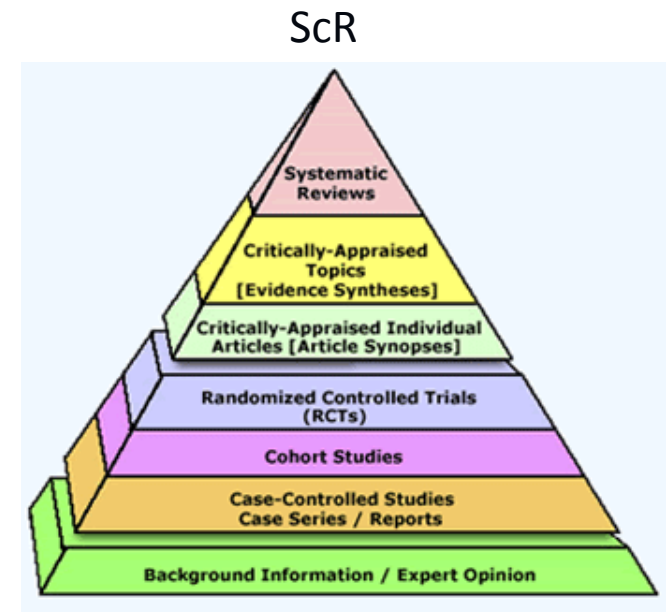 ScR
Systematic
Reviews
Critically-Appraised
Topics
[Evidence Syntheses]
Critically-Appraised Individual
Articles [Article Synopses]
Randomized Controlled Trials
(RCTs)
Cohort Studies
Case-Controlled Studies
Case Series / Reports
Background Information / Expert Opinion